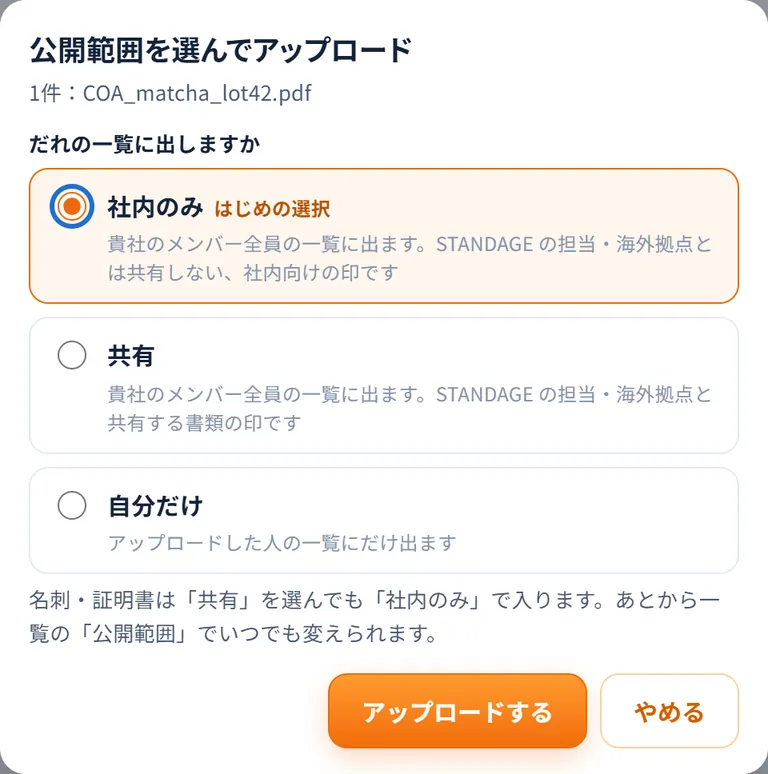 公開範囲を選んでアップロード
1件：COA_matcha_lot42.pdf
だれの一覧に出しますか
社内のみ はじめの選択
貴社のメンバー全員の一覧に出ます。STANDAGE の担当・海外拠点と
は共有しない、社内向けの印です
共有
貴社のメンバー全員の一覧に出ます。STANDAGE の担当・海外拠点と
共有する書類の印です
自分だけ
アップロードした人の一覧にだけ出ます
名刺・証明書は「共有」を選んでも「社内のみ」で入ります。あとから一
覧の「公開範囲」でいつでも変えられます。
アップロードする
やめる